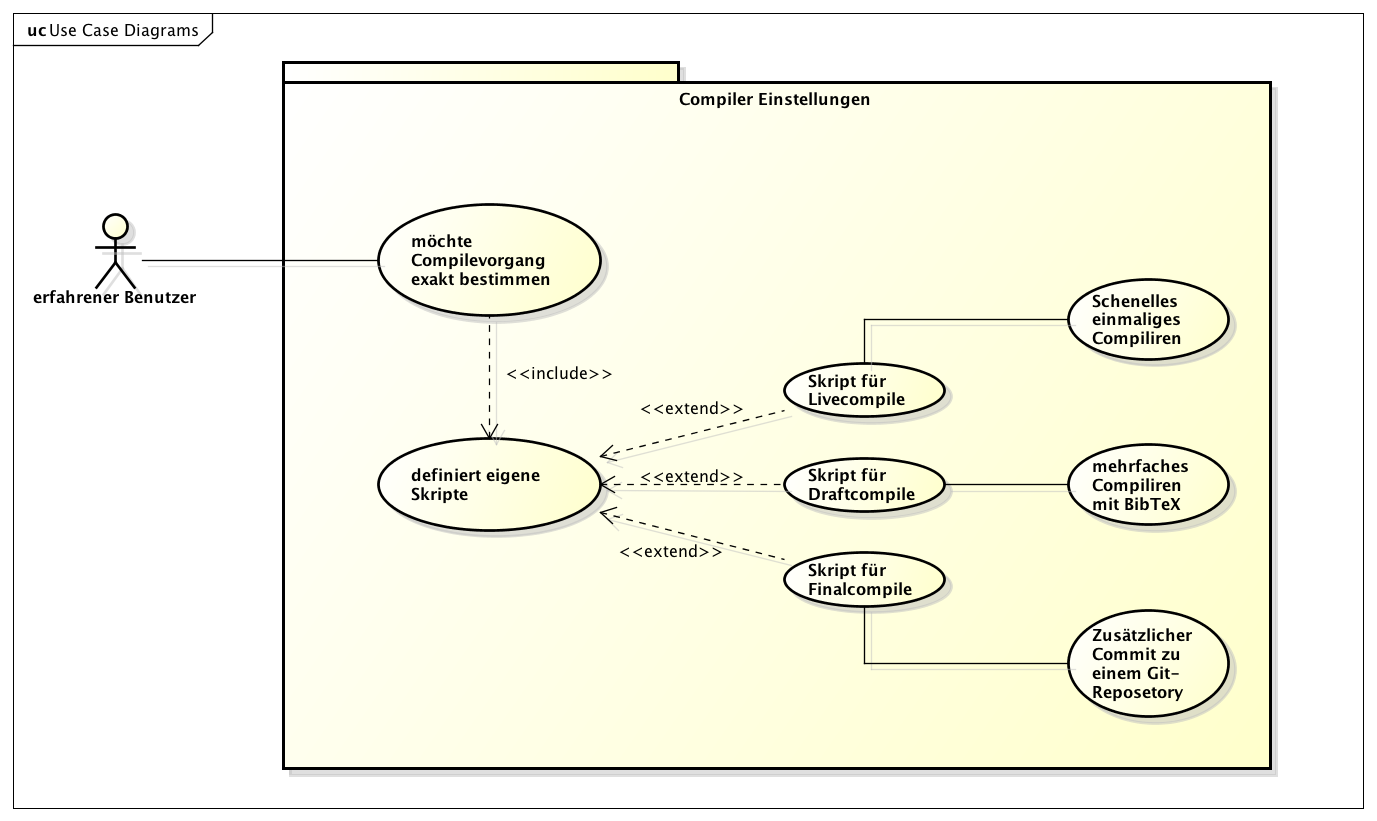 uc Use Case Diagrams
Compiler Einstellungen
erfahrener Benutzer
möchte
Compilevorgang
exakt bestimmen
<<include>>
definiert eigene
Skripte
<<extend>>
<<extend>>
<<extend>>
Skript für
Livecompile
Skript für
Draftcompile
Skript für
Finalcompile
Schenelles
einmaliges
Compiliren
mehrfaches
Compiliren
mit BibTeX
Zusätzlicher
Commit zu
einem Git-
Reposetory